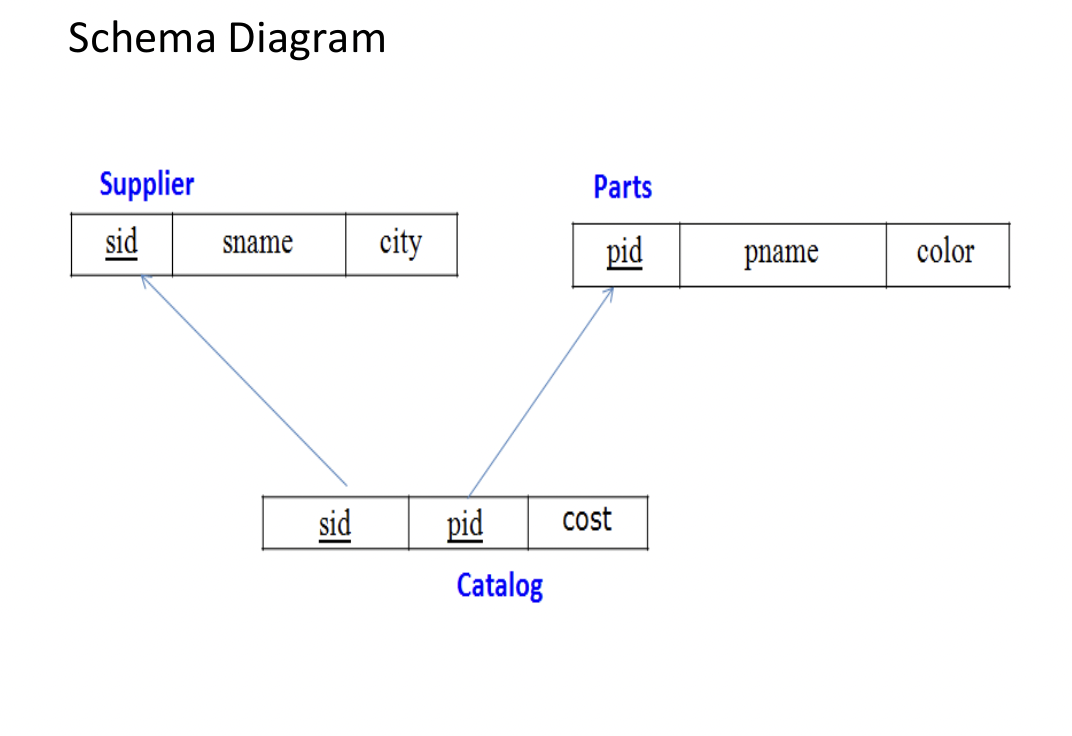 Schema Diagram
Supplier
sid sname city
Parts
pid pname color
sid pid cost
Catalog